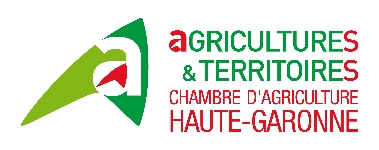 a
aGRICULTURES
& TERRITOIRES
CHAMBRE D'AGRICULTURE
HAUTE-GARONNE